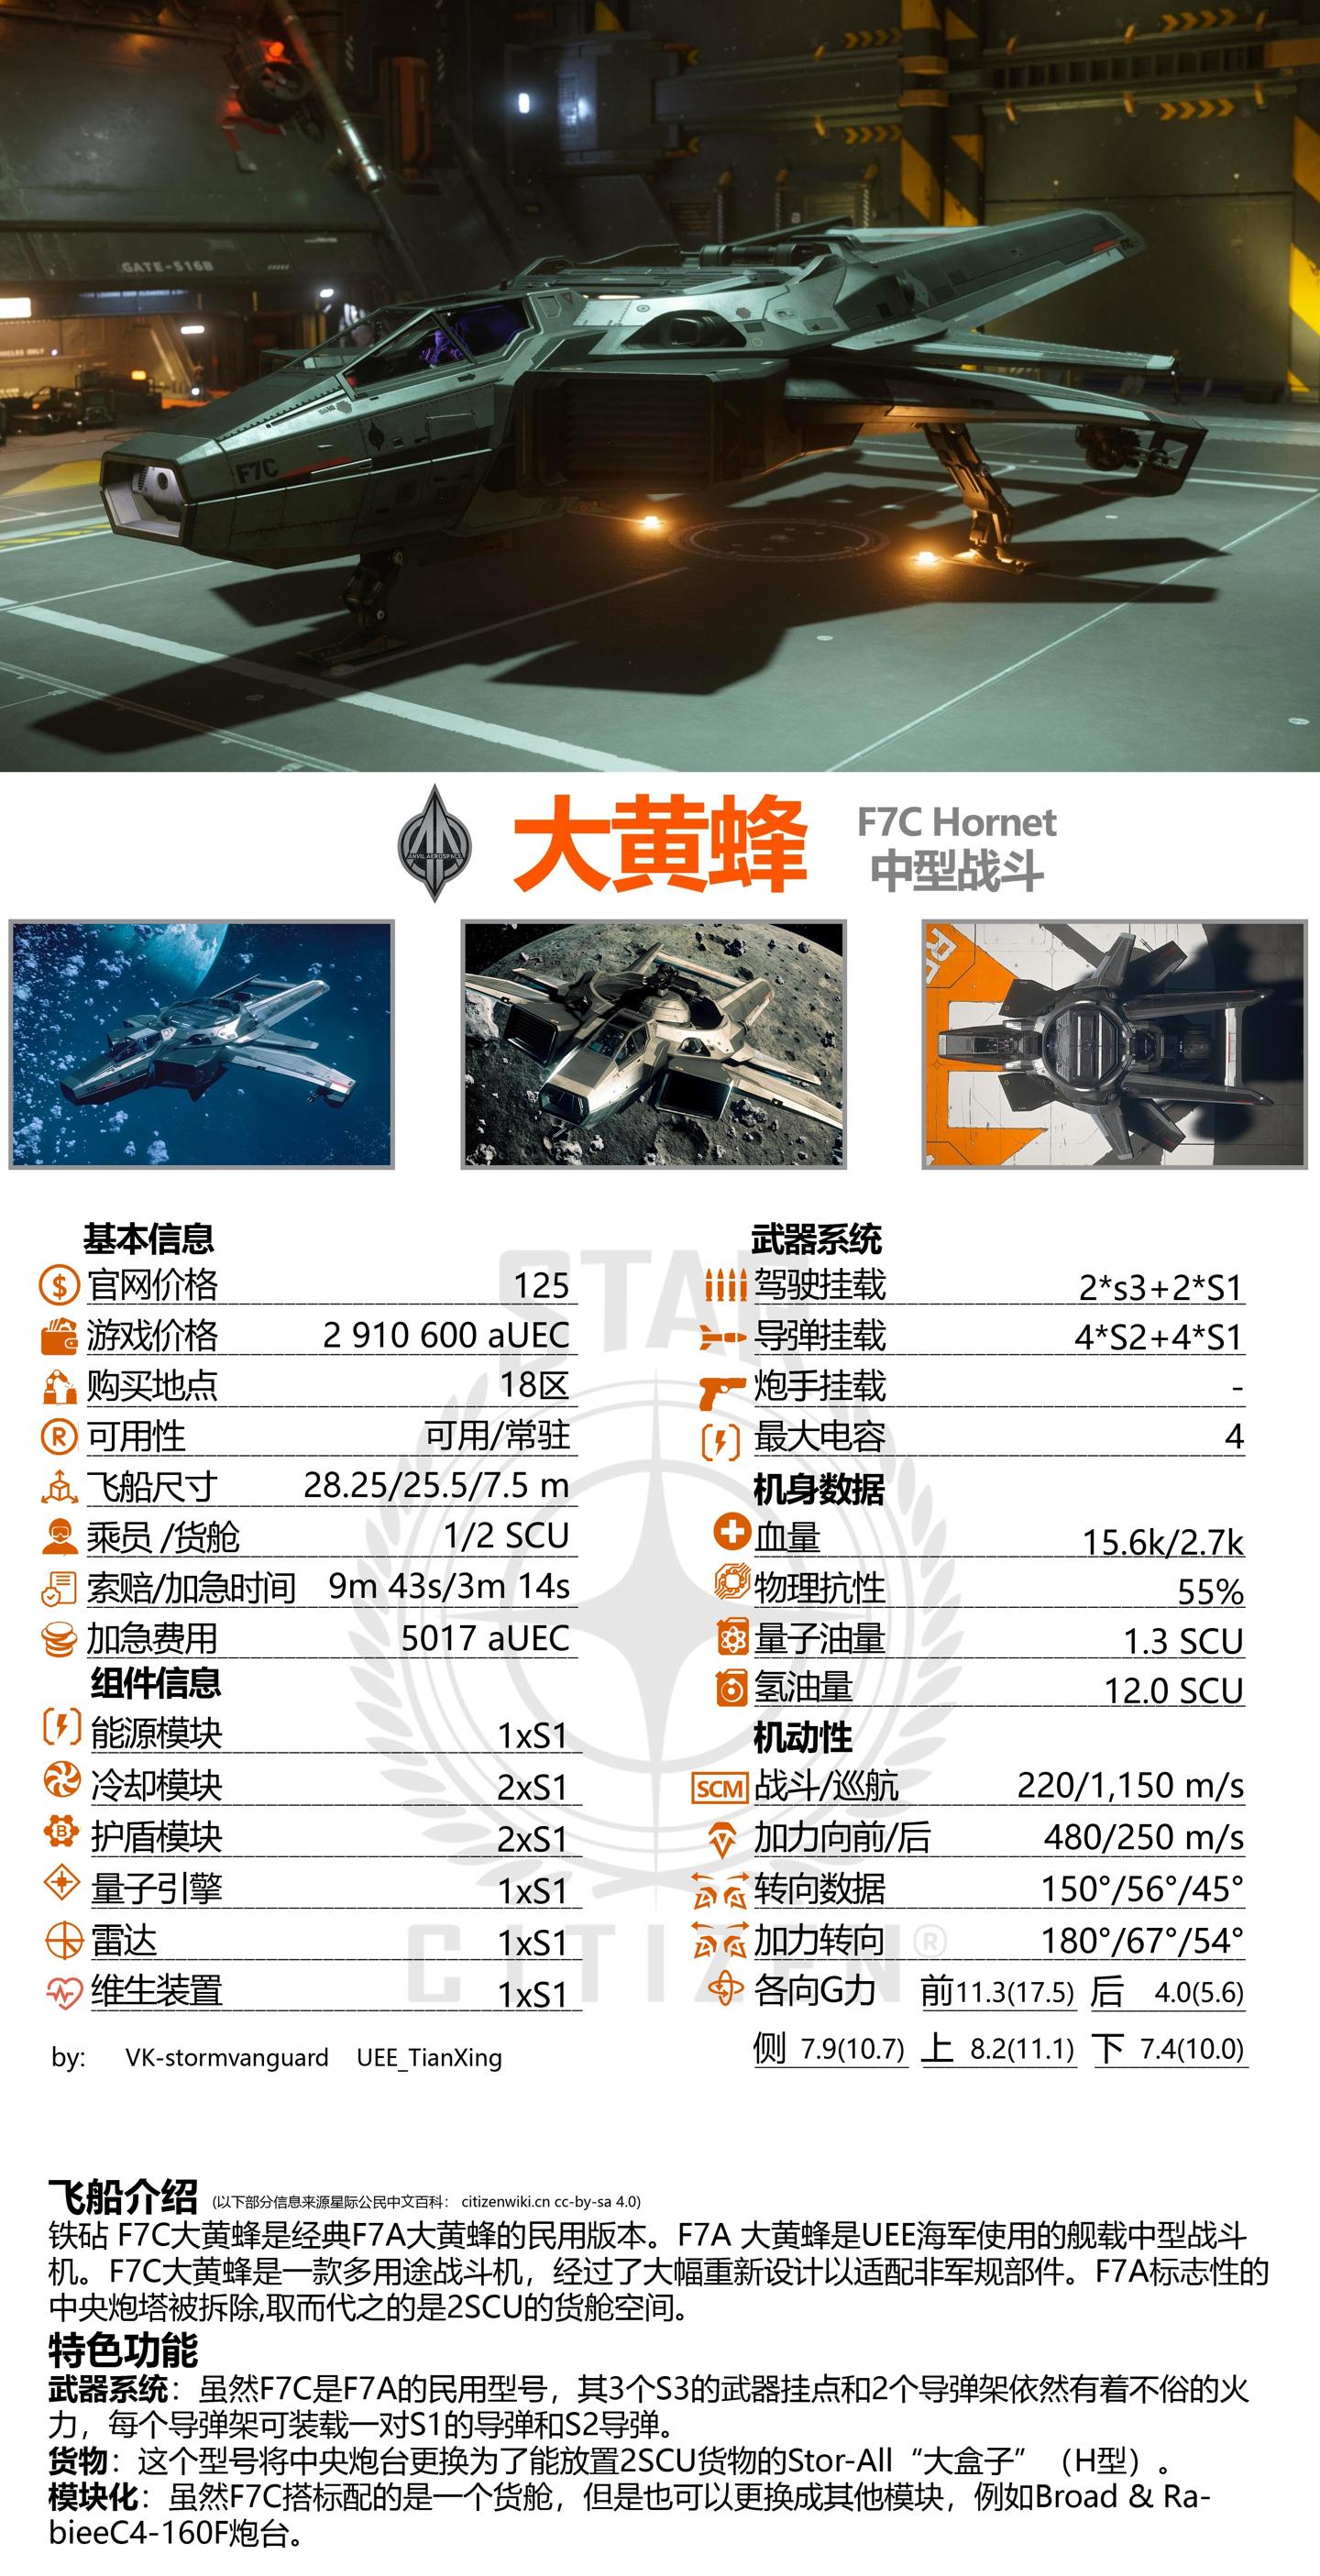 GATE-516B
F7C
F7C
ANVIL AEROSPACE
大黄蜂
F7C Hornet
中型战斗
基本信息
官网价格 125
游戏价格 2 910 600 aUEC
购买地点 18区
可用性 可用/常驻
飞船尺寸 28.25/25.5/7.5 m
乘员 /货舱 1/2 SCU
索赔/加急时间 9m 43s/3m 14s
加急费用 5017 aUEC
组件信息
能源模块 1xS1
冷却模块 2xS1
护盾模块 2xS1
量子引擎 1xS1
雷达 1xS1
维生装置 1xS1
by: VK-stormvanguard UEE_TianXing
武器系统
驾驶挂载 2*s3+2*S1
导弹挂载 4*S2+4*S1
炮手挂载 -
最大电容 4
机身数据
血量 15.6k/2.7k
物理抗性 55%
量子油量 1.3 SCU
氢油量 12.0 SCU
机动性
SCM 战斗/巡航 220/1,150 m/s
加力向前/后 480/250 m/s
转向数据 150°/56°/45°
加力转向 180°/67°/54°
各向G力 前11.3(17.5) 后 4.0(5.6)
侧 7.9(10.7) 上 8.2(11.1) 下 7.4(10.0)
STAR
CITIZEN®
飞船介绍 (以下部分信息来源星际公民中文百科： citizenwiki.cn cc-by-sa 4.0)
铁砧 F7C大黄蜂是经典F7A大黄蜂的民用版本。F7A 大黄蜂是UEE海军使用的舰载中型战斗
机。F7C大黄蜂是一款多用途战斗机，经过了大幅重新设计以适配非军规部件。F7A标志性的
中央炮塔被拆除,取而代之的是2SCU的货舱空间。
特色功能
武器系统：虽然F7C是F7A的民用型号，其3个S3的武器挂点和2个导弹架依然有着不俗的火
力，每个导弹架可装载一对S1的导弹和S2导弹。
货物：这个型号将中央炮台更换为了能放置2SCU货物的Stor-All“大盒子”（H型）。
模块化：虽然F7C搭标配的是一个货舱，但是也可以更换成其他模块，例如Broad & Ra-
bieeC4-160F炮台。